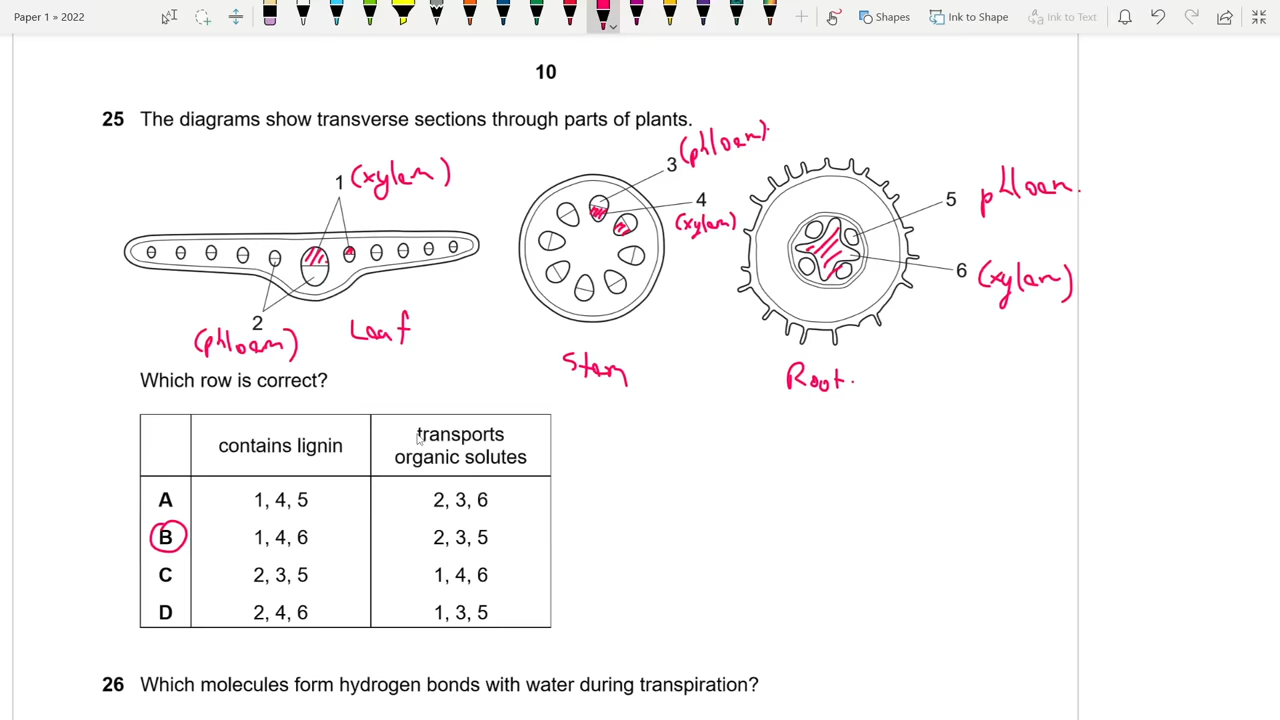 Paper 1 » 2022
Shapes
Ink to Shape
Ink to Text
10
25 The diagrams show transverse sections through parts of plants.
1 (xylem)
3 (phloem)
4
(xylem)
5 phloem.
6 (xylem)
2
(phloem)
Leaf
Stem
Root.
Which row is correct?
contains lignin
transports
organic solutes
A 1, 4, 5 2, 3, 6
B 1, 4, 6 2, 3, 5
C 2, 3, 5 1, 4, 6
D 2, 4, 6 1, 3, 5
26 Which molecules form hydrogen bonds with water during transpiration?